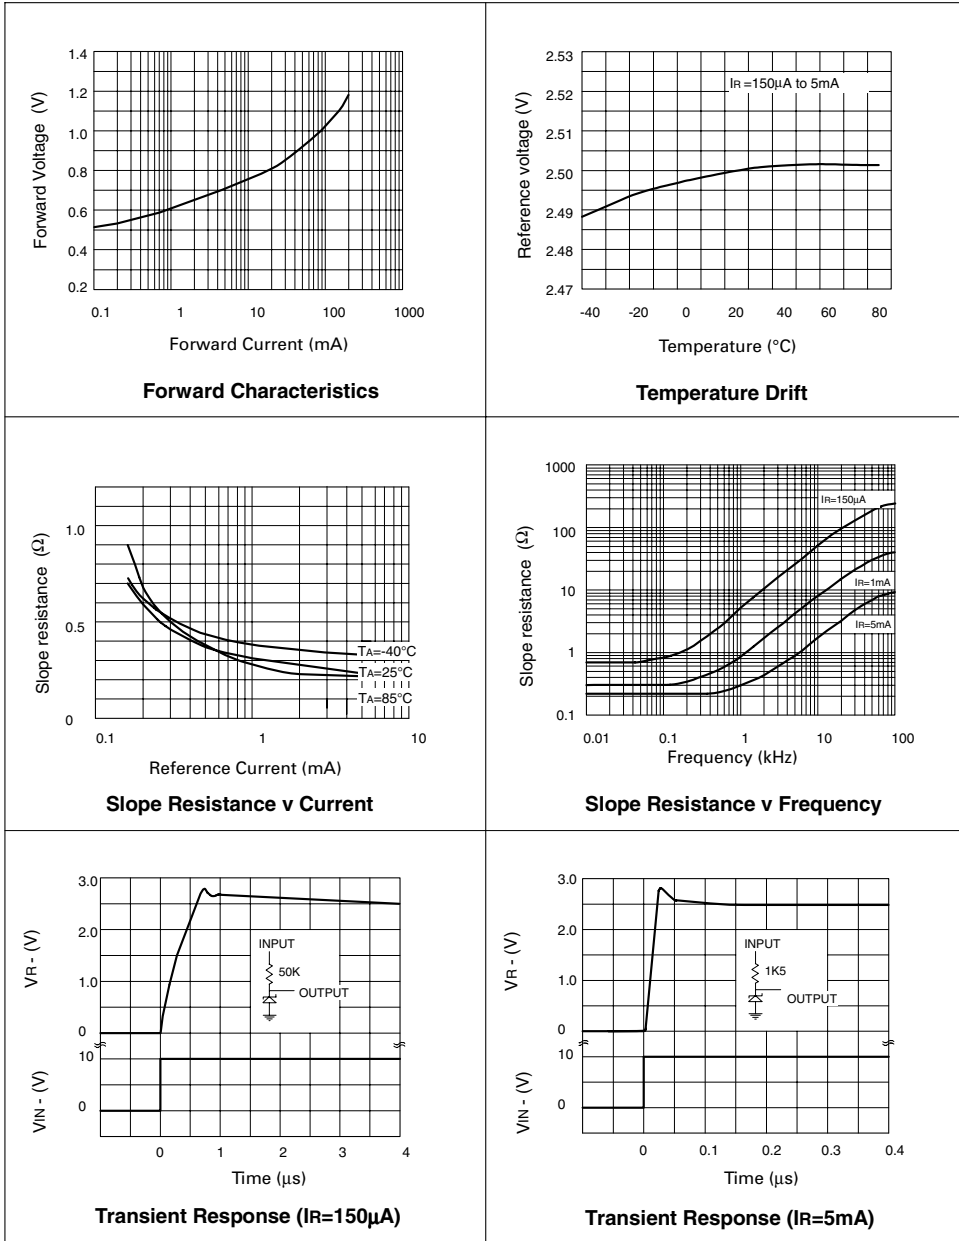 1.4
1.2
1.0
0.8
0.6
0.4
0.2
Forward Voltage (V)
0.1 1 10 100 1000
Forward Current (mA)
Forward Characteristics
2.53
2.52
2.51
2.50
2.49
2.48
2.47
Reference voltage (V)
IR =150µA to 5mA
-40 -20 0 20 40 60 80
Temperature (°C)
Temperature Drift
1.0
0.5
0
Slope resistance (Ω)
TA=-40°C
TA=25°C
TA=85°C
0.1 1 10
Reference Current (mA)
Slope Resistance v Current
1000
100
10
1
0.1
Slope resistance (Ω)
IR=150µA
IR=1mA
IR=5mA
0.01 0.1 1 10 100
Frequency (kHz)
Slope Resistance v Frequency
3.0
2.0
1.0
0
VR - (V)
INPUT
50K
OUTPUT
10
0
VIN - (V)
0 1 2 3 4
Time (µs)
Transient Response (IR=150µA)
3.0
2.0
1.0
0
VR - (V)
INPUT
1K5
OUTPUT
10
0
VIN - (V)
0 0.1 0.2 0.3 0.4
Time (µs)
Transient Response (IR=5mA)